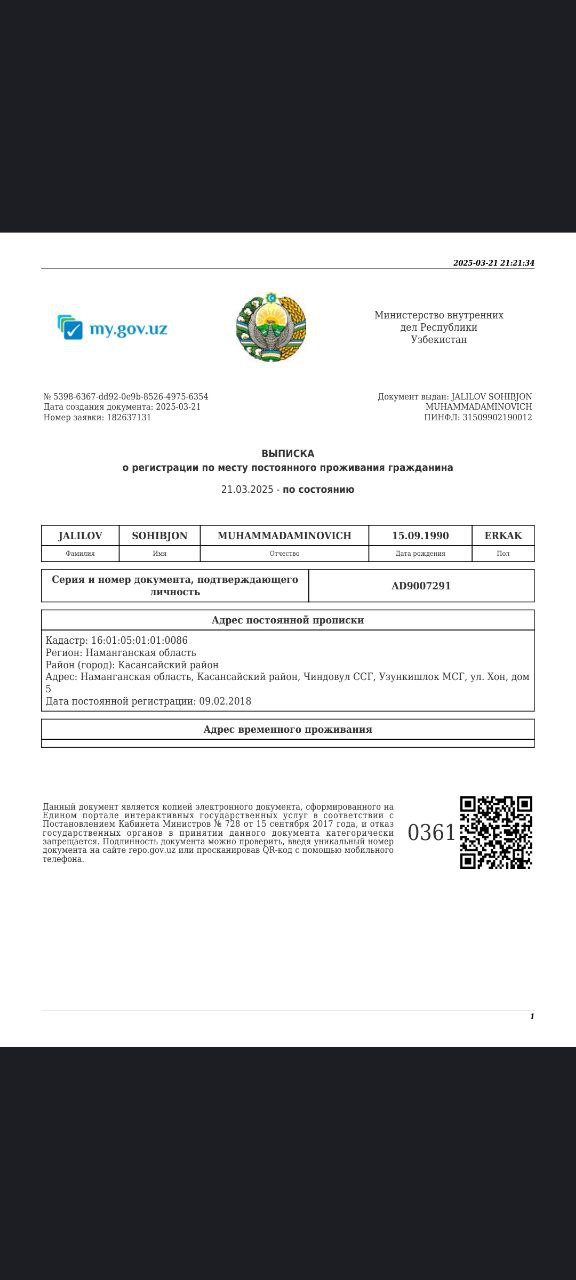 2025-03-21 21:21:34
my.gov.uz
Министерство внутренних
дел Республики
Узбекистан
№ 5398-6367-dd92-0e9b-8526-4975-6354
Дата создания документа: 2025-03-21
Номер заявки: 182637131
Документ выдан: JALILOV SOHIBJON
MUHAMMADAMINOVICH
ПИНФЛ: 31509902190012
ВЫПИСКА
о регистрации по месту постоянного проживания гражданина
21.03.2025 - по состоянию
JALILOV SOHIBJON MUHAMMADAMINOVICH 15.09.1990 ERKAK
Фамилия Имя Отчество Дата рождения Пол
Серия и номер документа, подтверждающего
личность
AD9007291
Адрес постоянной прописки
Кадастр: 16:01:05:01:01:0086
Регион: Наманганская область
Район (город): Касансайский район
Адрес: Наманганская область, Касансайский район, Чиндовул ССГ, Узункишлок МСГ, ул. Хон, дом
5
Дата постоянной регистрации: 09.02.2018
Адрес временного проживания
Данный документ является копией электронного документа, сформированного на
Едином портале интерактивных государственных услуг в соответствии с
Постановлением Кабинета Министров № 728 от 15 сентября 2017 года, и отказ
государственных органов в принятии данного документа категорически
запрещается. Подлинность документа можно проверить, введя уникальный номер
документа на сайте repo.gov.uz или просканировав QR-код с помощью мобильного
телефона.
0361
1